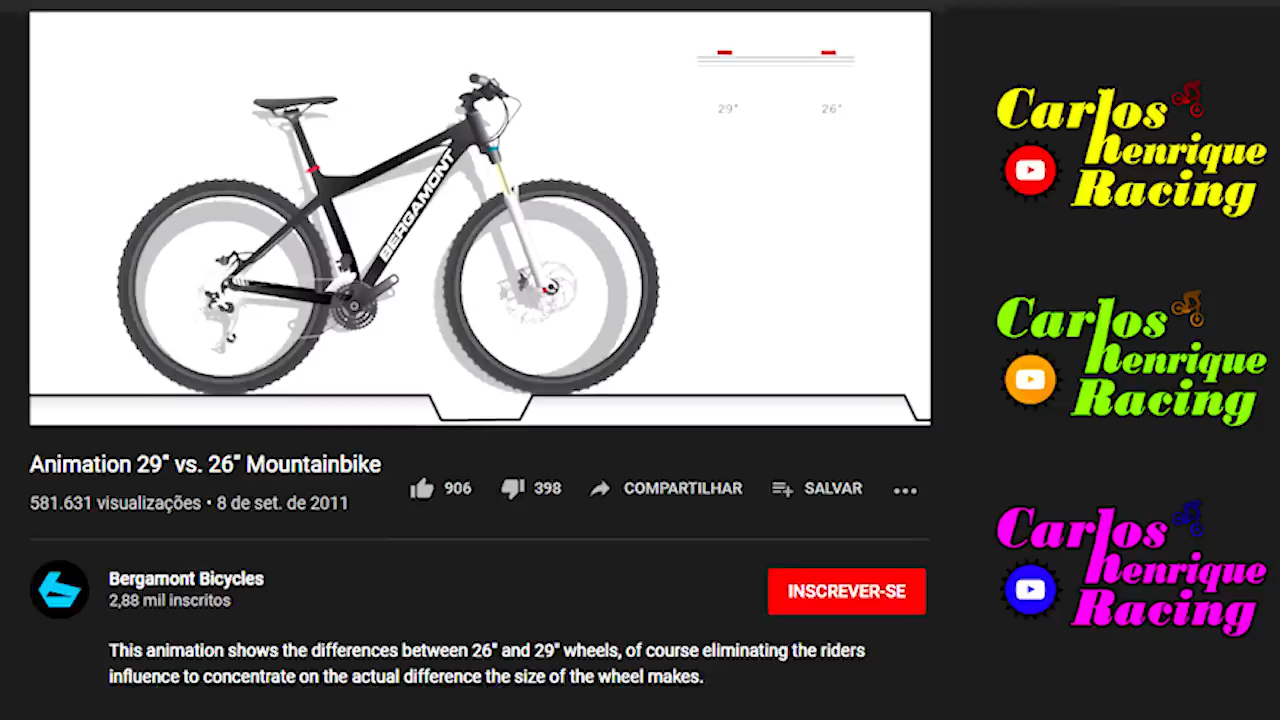 29"
26"
BERGAMONT
Animation 29" vs. 26" Mountainbike
581.631 visualizações • 8 de set. de 2011
906
398
COMPARTILHAR
SALVAR
Bergamont Bicycles
2,88 mil inscritos
INSCREVER-SE
This animation shows the differences between 26" and 29" wheels, of course eliminating the riders
influence to concentrate on the actual difference the size of the wheel makes.
Carlos
henrique
Racing
Carlos
henrique
Racing
Carlos
henrique
Racing